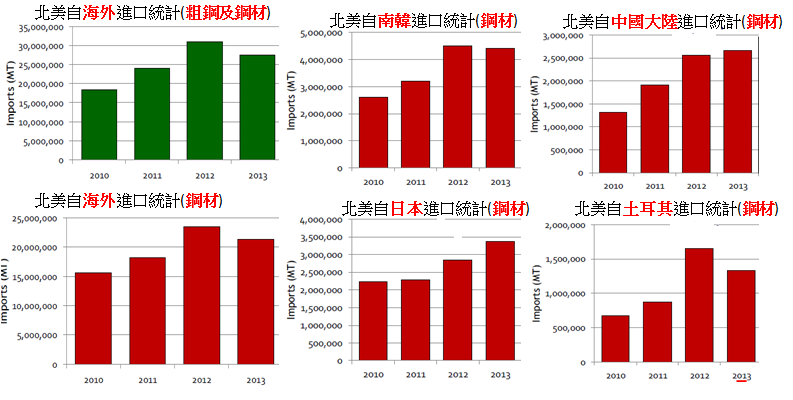 北美自海外進口統計(粗鋼及鋼材)
Imports (MT)
35,000,000
30,000,000
25,000,000
20,000,000
15,000,000
10,000,000
5,000,000
0
2010 2011 2012 2013
北美自南韓進口統計(鋼材)
Imports (MT)
5,000,000
4,000,000
3,000,000
2,000,000
1,000,000
0
2010 2011 2012 2013
北美自中國大陸進口統計(鋼材)
Imports (MT)
3,000,000
2,500,000
2,000,000
1,500,000
1,000,000
500,000
0
2010 2011 2012 2013
北美自海外進口統計(鋼材)
Imports (MT)
25,000,000
20,000,000
15,000,000
10,000,000
5,000,000
0
2010 2011 2012 2013
北美自日本進口統計(鋼材)
Imports (MT)
4,000,000
3,500,000
3,000,000
2,500,000
2,000,000
1,500,000
1,000,000
500,000
0
2010 2011 2012 2013
北美自土耳其進口統計(鋼材)
Imports (MT)
2,000,000
1,500,000
1,000,000
500,000
0
2010 2011 2012 2013